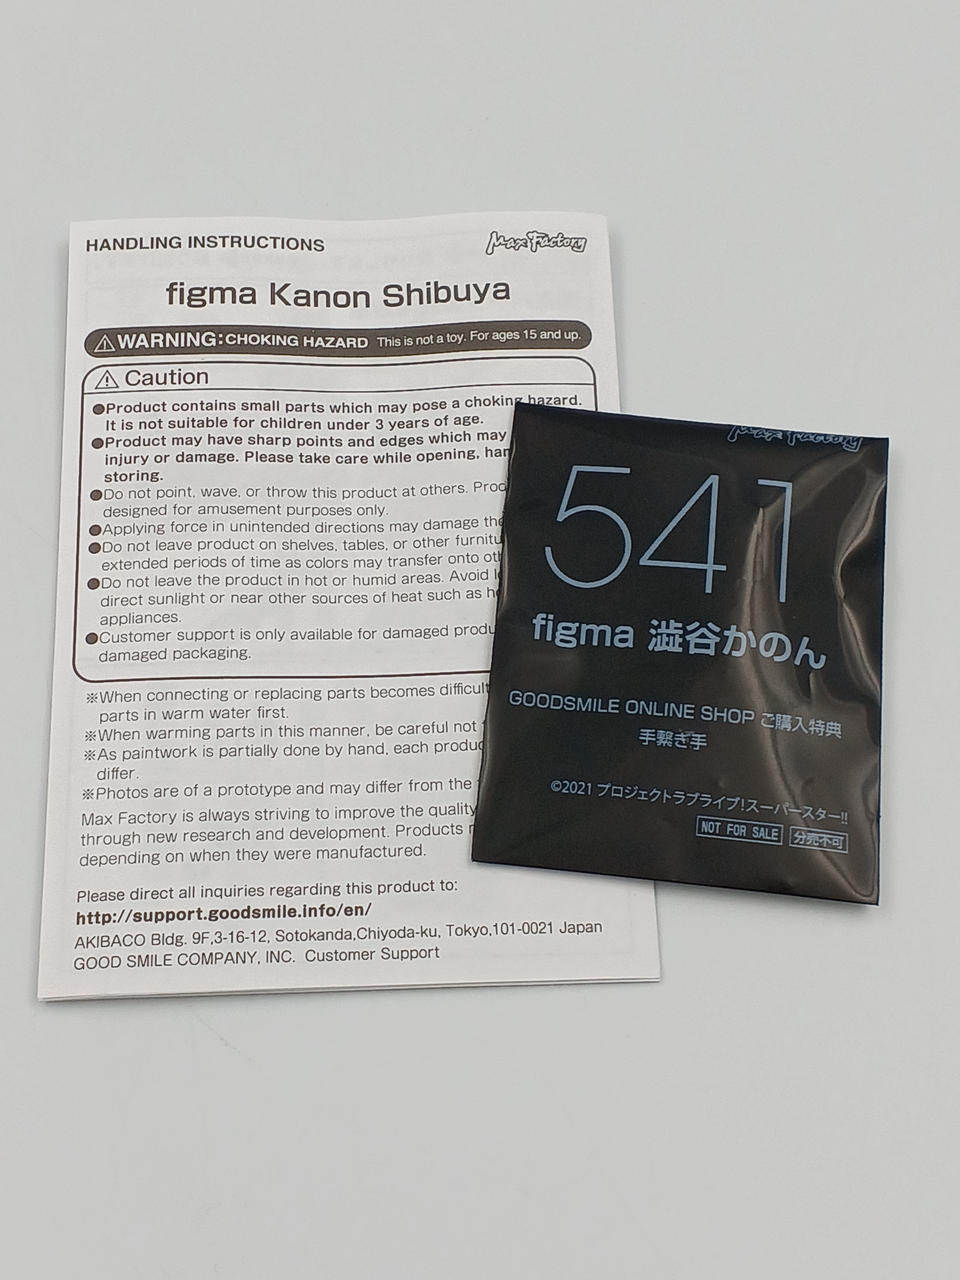 HANDLING INSTRUCTIONS
Max Factory
figma Kanon Shibuya
⚠ WARNING: CHOKING HAZARD This is not a toy. For ages 15 and up.
⚠ Caution
●Product contains small parts which may pose a choking hazard.
It is not suitable for children under 3 years of age.
●Product may have sharp points and edges which may
injury or damage. Please take care while opening,
storing.
●Do not point, wave, or throw this product at others.
designed for amusement purposes only.
●Applying force in unintended directions may damage
●Do not leave product on shelves, tables, or other
extended periods of time as colors may transfer onto
●Do not leave the product in hot or humid areas. Avoid
direct sunlight or near other sources of heat such as
appliances.
●Customer support is only available for damaged
damaged packaging.
※When connecting or replacing parts becomes difficult
parts in warm water first.
※When warming parts in this manner, be careful not
※As paintwork is partially done by hand, each
differ.
※Photos are of a prototype and may differ from the
Max Factory is always striving to improve the quality
through new research and development. Products
depending on when they were manufactured.
Please direct all inquiries regarding this product to:
http://support.goodsmile.info/en/
AKIBACO Bldg. 9F,3-16-12, Sotokanda,Chiyoda-ku, Tokyo,101-0021 Japan
GOOD SMILE COMPANY, INC. Customer Support
Max Factory
541
figma 澁谷かのん
GOODSMILE ONLINE SHOP ご購入特典
手繋ぎ手
©2021 プロジェクトラブライブ！スーパースター!!
NOT FOR SALE 分売不可